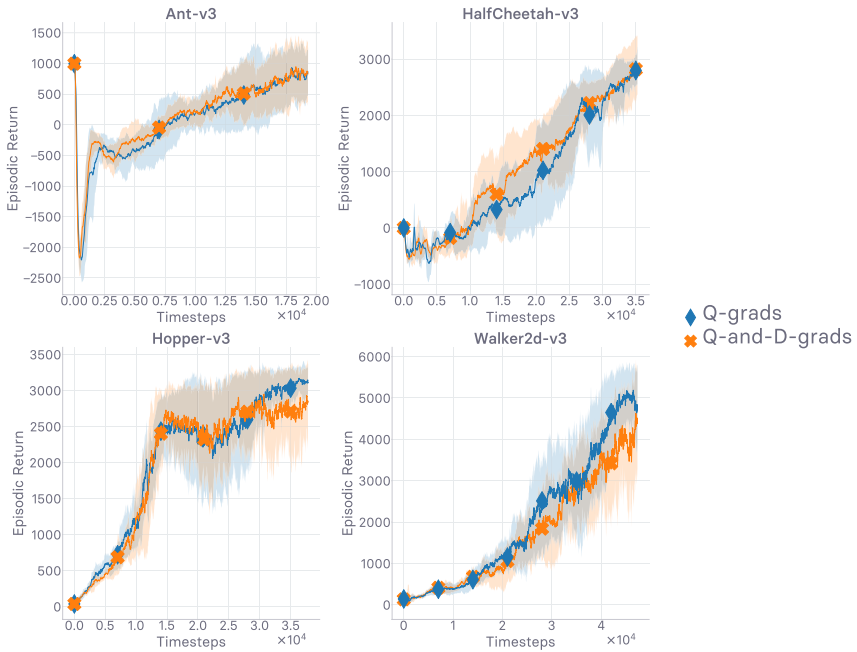 Ant-v3
1500
1000
500
0
−500
−1000
−1500
−2000
−2500
Episodic Return
0.00 0.25 0.50 0.75 1.00 1.25 1.50 1.75 2.00
Timesteps
×10⁴
HalfCheetah-v3
3000
2000
1000
0
−1000
Episodic Return
0.0 0.5 1.0 1.5 2.0 2.5 3.0 3.5
Timesteps
×10⁴
Q-grads
Q-and-D-grads
Hopper-v3
3500
3000
2500
2000
1500
1000
500
0
Episodic Return
0.0 0.5 1.0 1.5 2.0 2.5 3.0 3.5
Timesteps
×10⁴
Walker2d-v3
6000
5000
4000
3000
2000
1000
0
Episodic Return
0 1 2 3 4
Timesteps
×10⁴